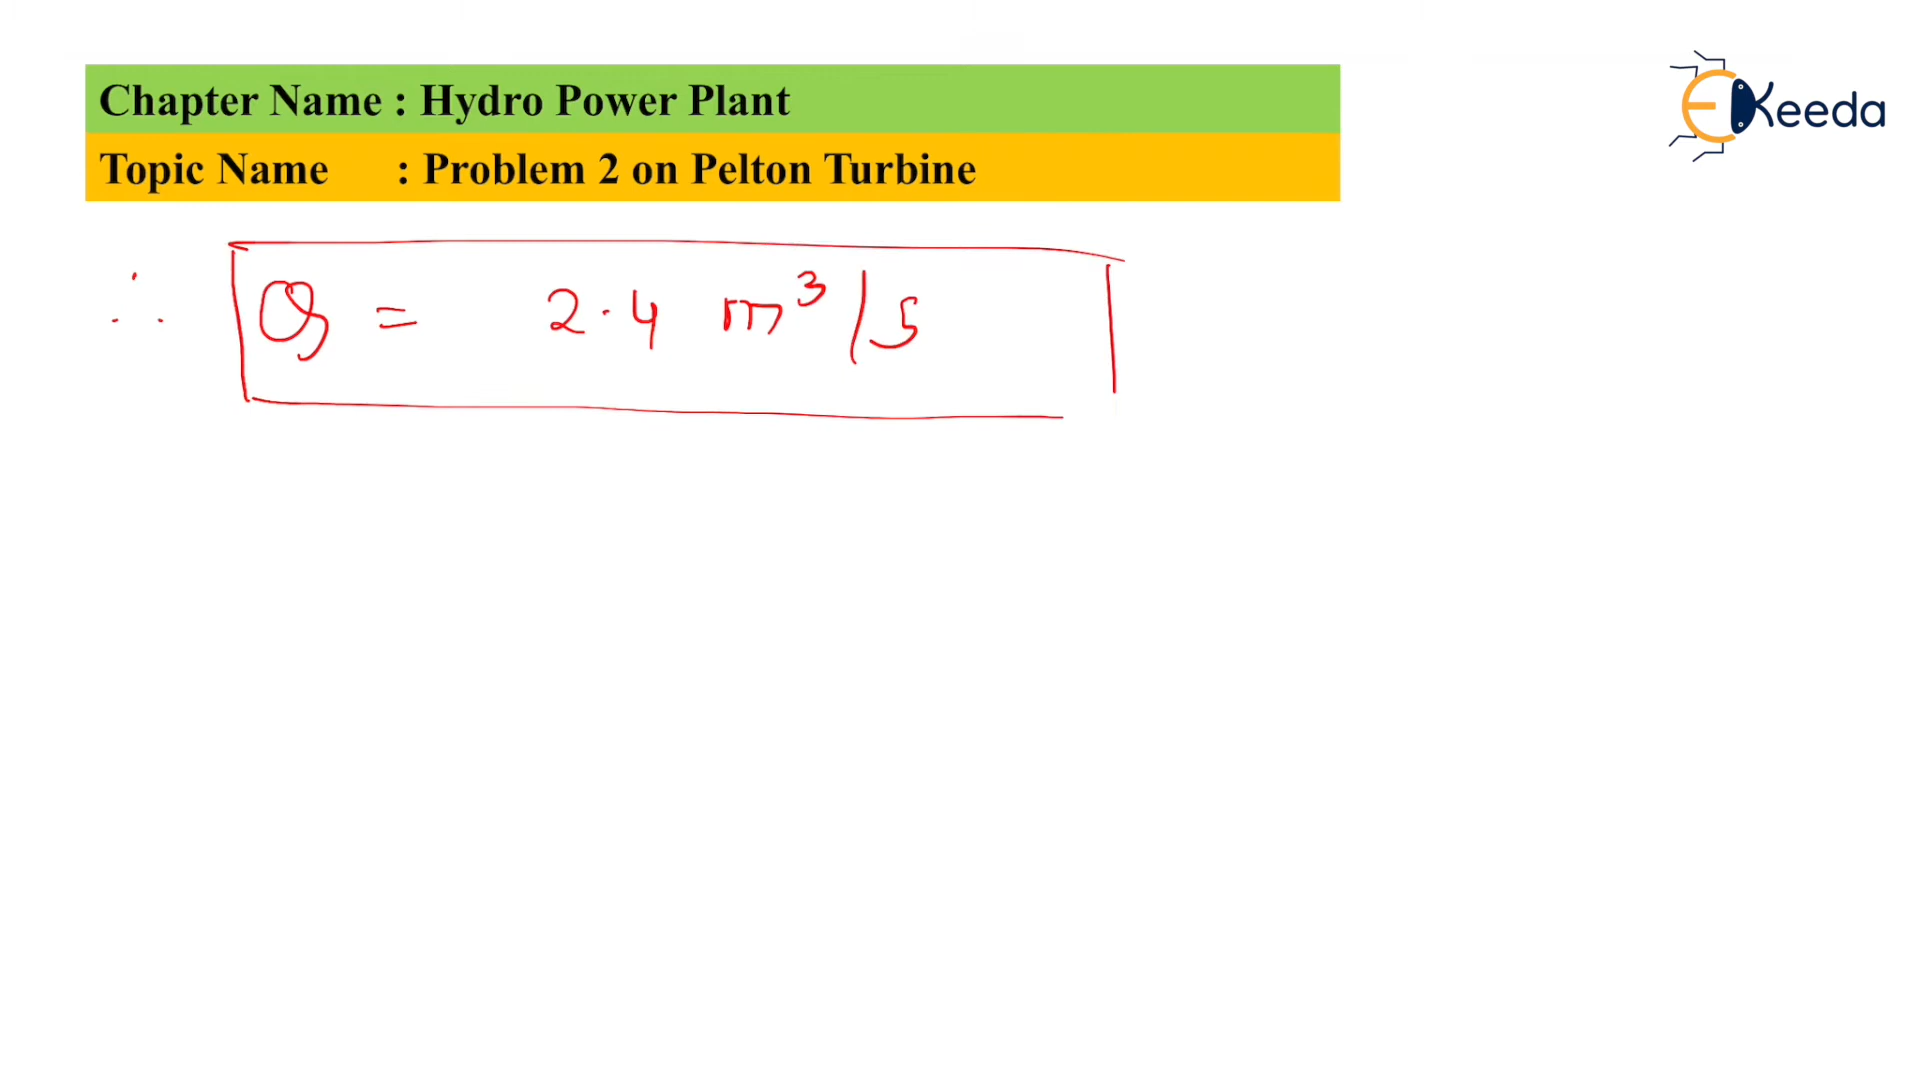 Chapter Name : Hydro Power Plant
EKeeda
Topic Name : Problem 2 on Pelton Turbine
∴ Q = 2.4 m³/s